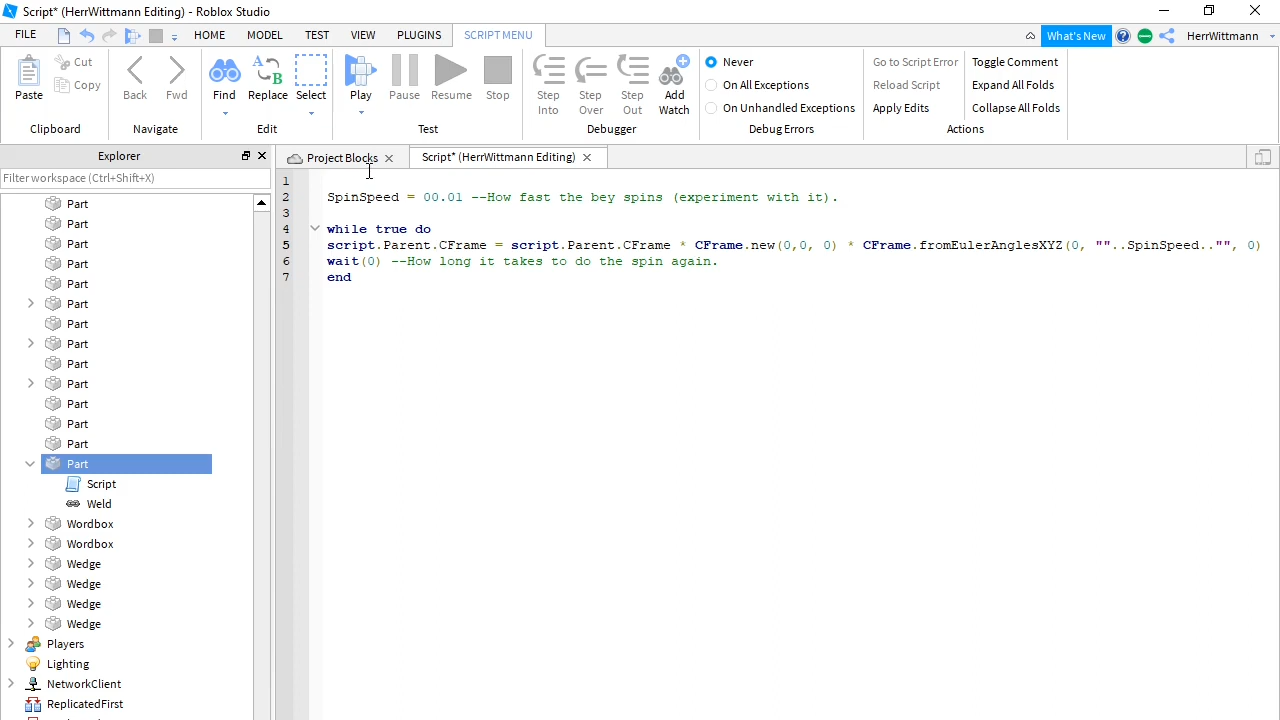 Script* (HerrWittmann Editing) - Roblox Studio
FILE HOME MODEL TEST VIEW PLUGINS SCRIPT MENU What's New HerrWittmann
Paste Cut Copy Back Fwd Find Replace Select Play Pause Resume Stop Step Into Step Over Step Out Add Watch
Never
On All Exceptions
On Unhandled Exceptions
Go to Script Error
Reload Script
Apply Edits
Toggle Comment
Expand All Folds
Collapse All Folds
Clipboard Navigate Edit Test Debugger Debug Errors Actions
Explorer
Filter workspace (Ctrl+Shift+X)
Part
Part
Part
Part
Part
Part
Part
Part
Part
Part
Part
Part
Part
Part
Script
Weld
Wordbox
Wordbox
Wedge
Wedge
Wedge
Wedge
Players
Lighting
NetworkClient
ReplicatedFirst
Project Blocks Script* (HerrWittmann Editing)
1
2 SpinSpeed = 00.01 --How fast the bey spins (experiment with it).
3
4 while true do
5 script.Parent.CFrame = script.Parent.CFrame * CFrame.new(0,0, 0) * CFrame.fromEulerAnglesXYZ(0, ""..SpinSpeed.."", 0)
6 wait(0) --How long it takes to do the spin again.
7 end